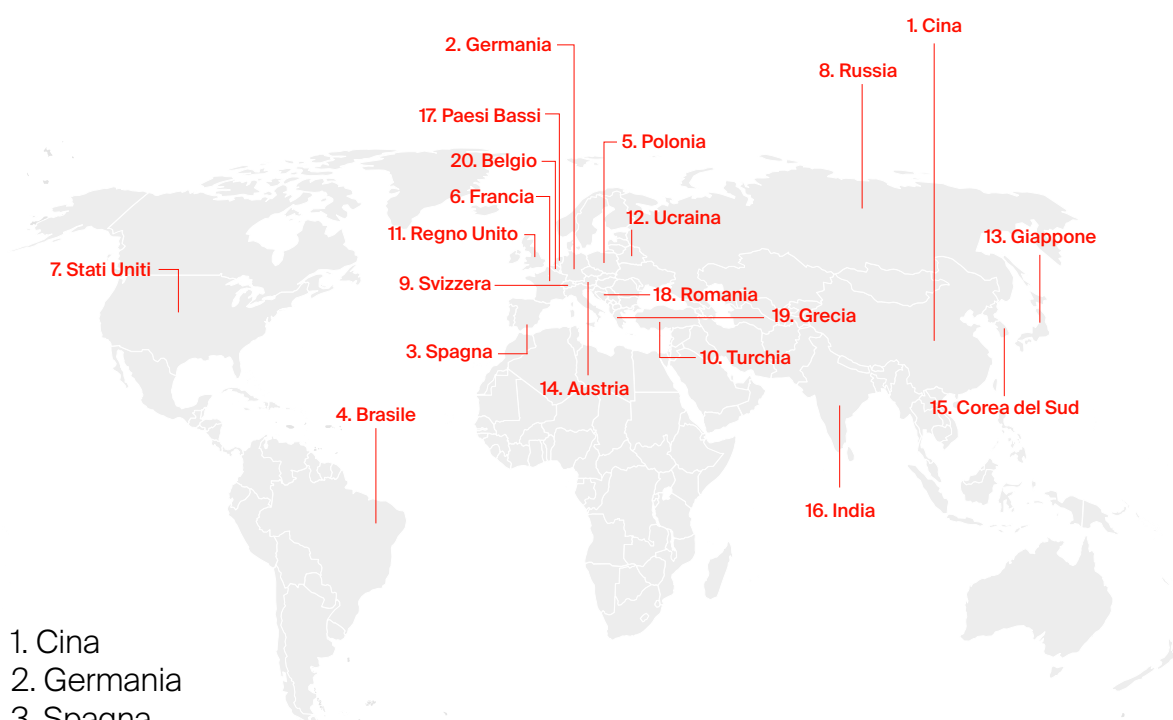 1. Cina
2. Germania
8. Russia
17. Paesi Bassi
5. Polonia
20. Belgio
6. Francia
12. Ucraina
11. Regno Unito
13. Giappone
7. Stati Uniti
9. Svizzera
18. Romania
19. Grecia
3. Spagna
10. Turchia
14. Austria
4. Brasile
15. Corea del Sud
16. India
1. Cina
2. Germania
3. Spagna